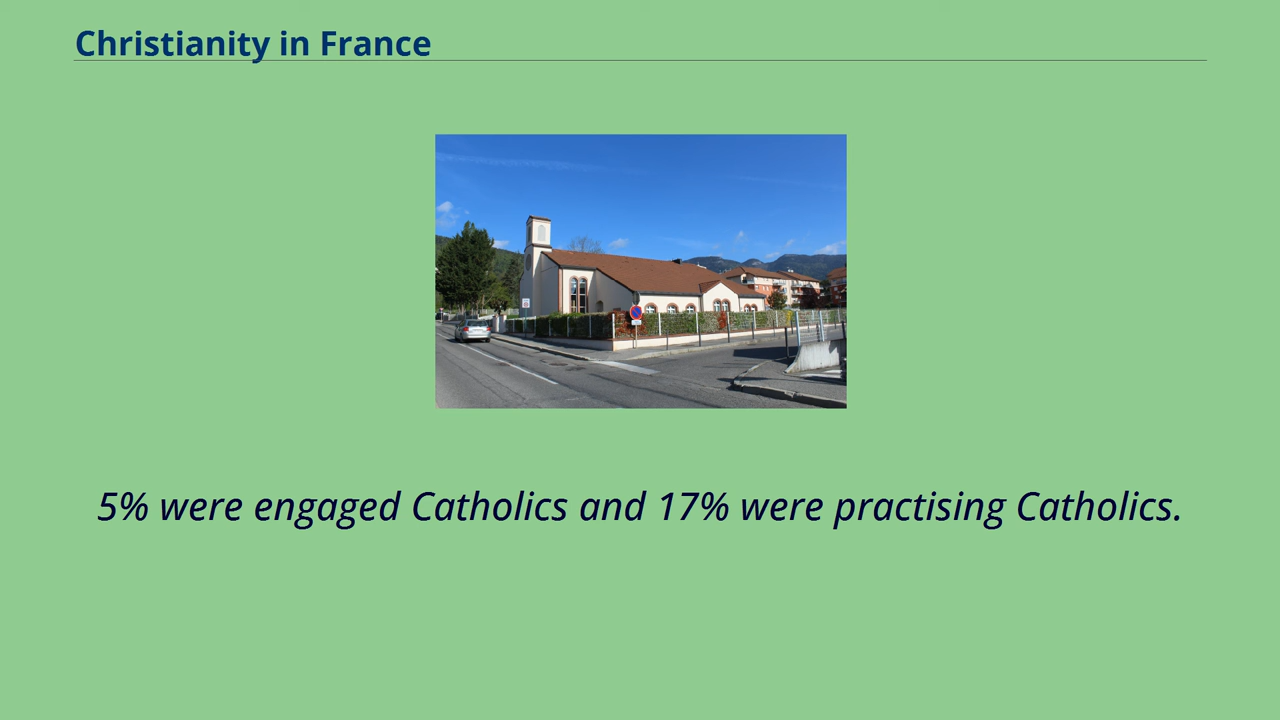 Christianity in France
5% were engaged Catholics and 17% were practising Catholics.